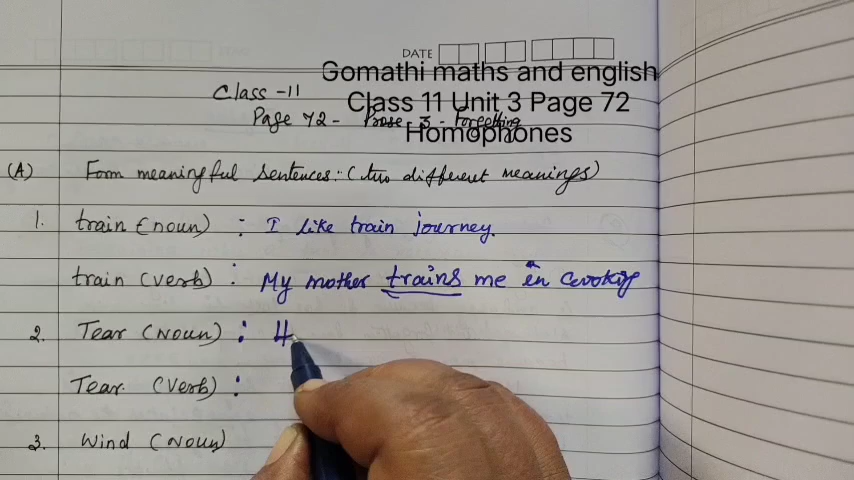 DATE
Gomathi maths and english
Class -11
Class 11 Unit 3 Page 72
Page 72 - Prose - 3 - Forgetting
Homophones
(A) Form meaningful sentences: (two different meanings)
1. train (noun) : I like train journey.
train (verb) : My mother trains me in cooking
2. Tear (Noun) : 4
Tear (Verb) :
3. Wind (Noun)